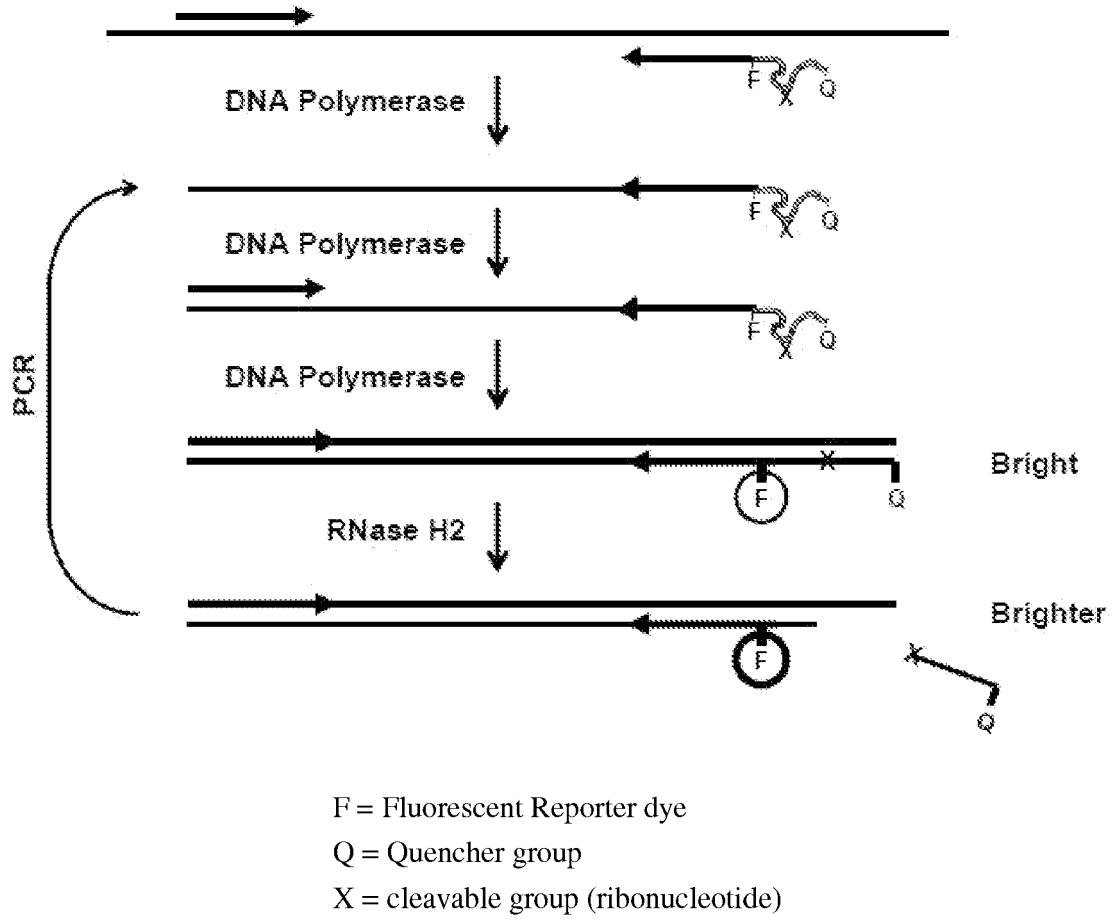 F
X
Q
DNA Polymerase
F
X
Q
DNA Polymerase
F
X
Q
PCR
DNA Polymerase
X
Bright
F
Q
RNase H2
Brighter
F
X
Q
F = Fluorescent Reporter dye
Q = Quencher group
X = cleavable group (ribonucleotide)